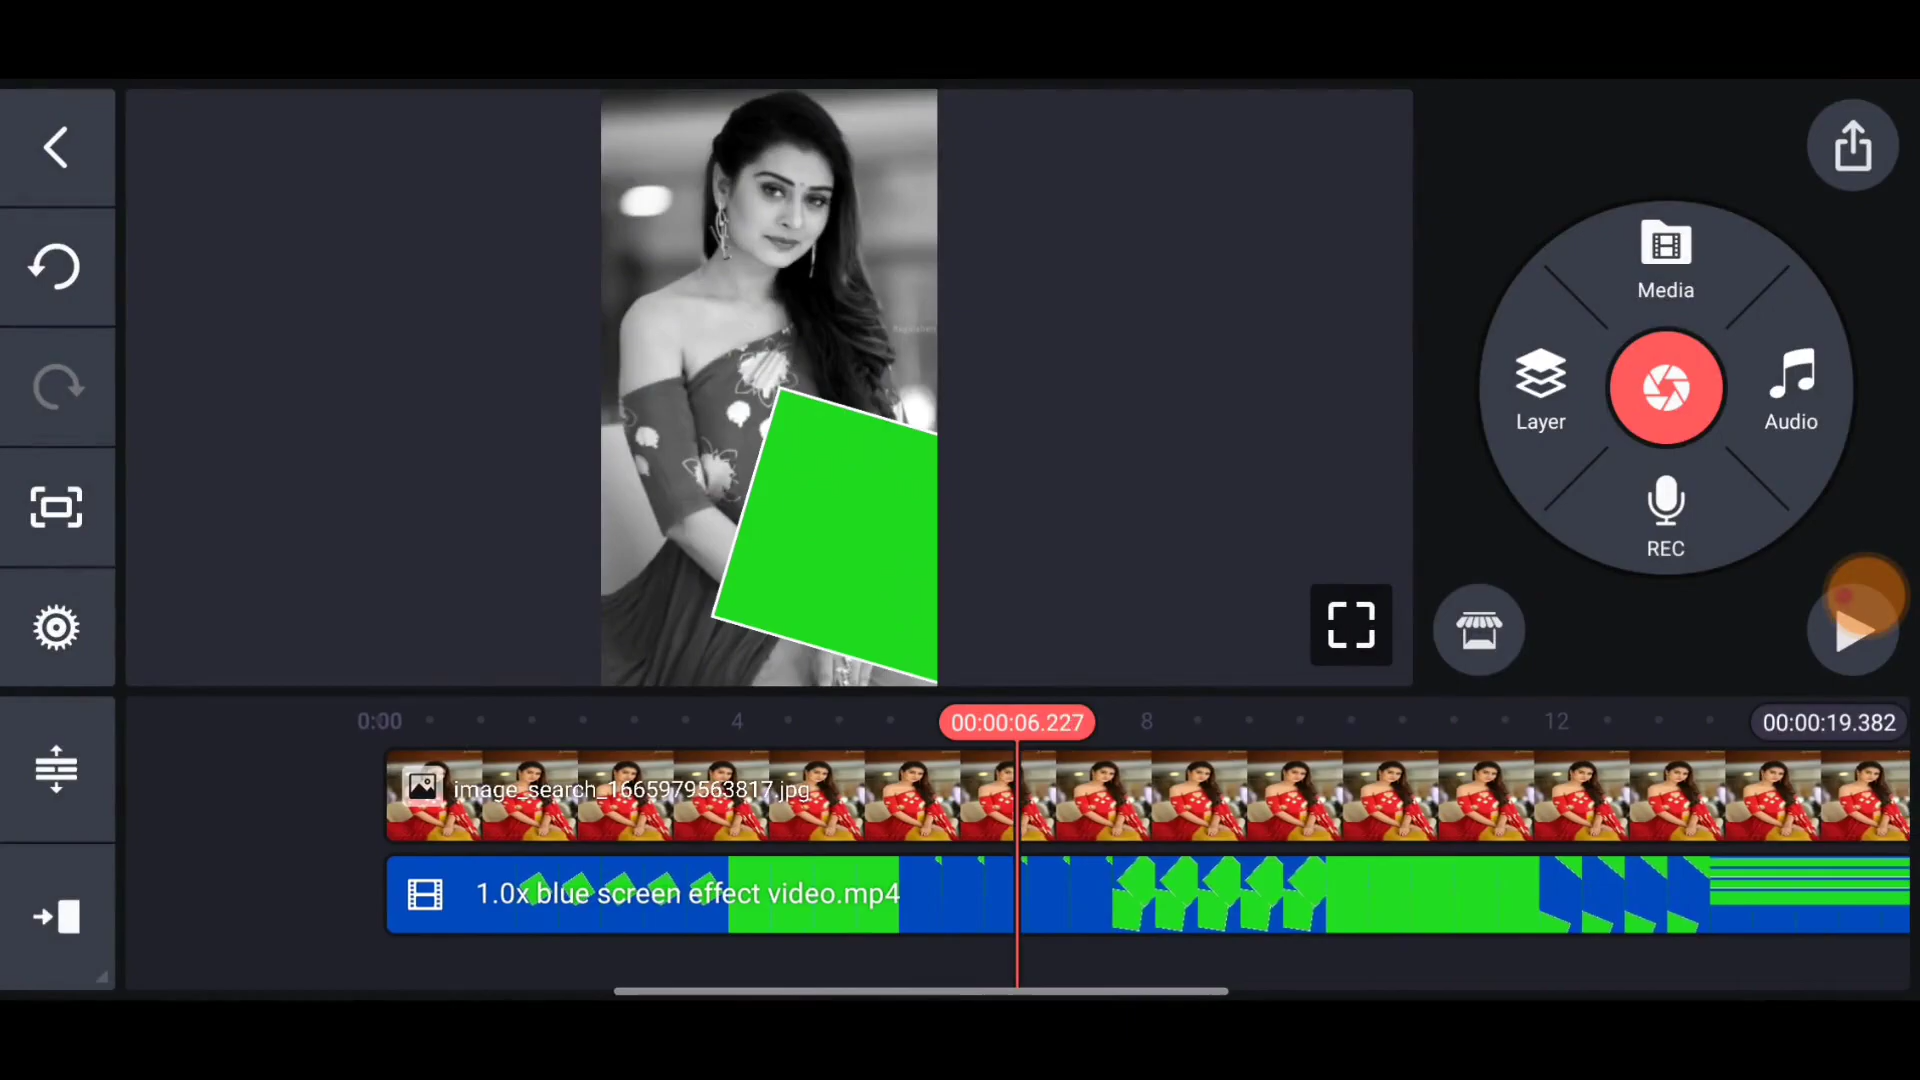 Media
Layer
Audio
REC
0:00
4
00:00:06.227
8
12
00:00:19.382
image_search_1665979563817.jpg
1.0x blue screen effect video.mp4